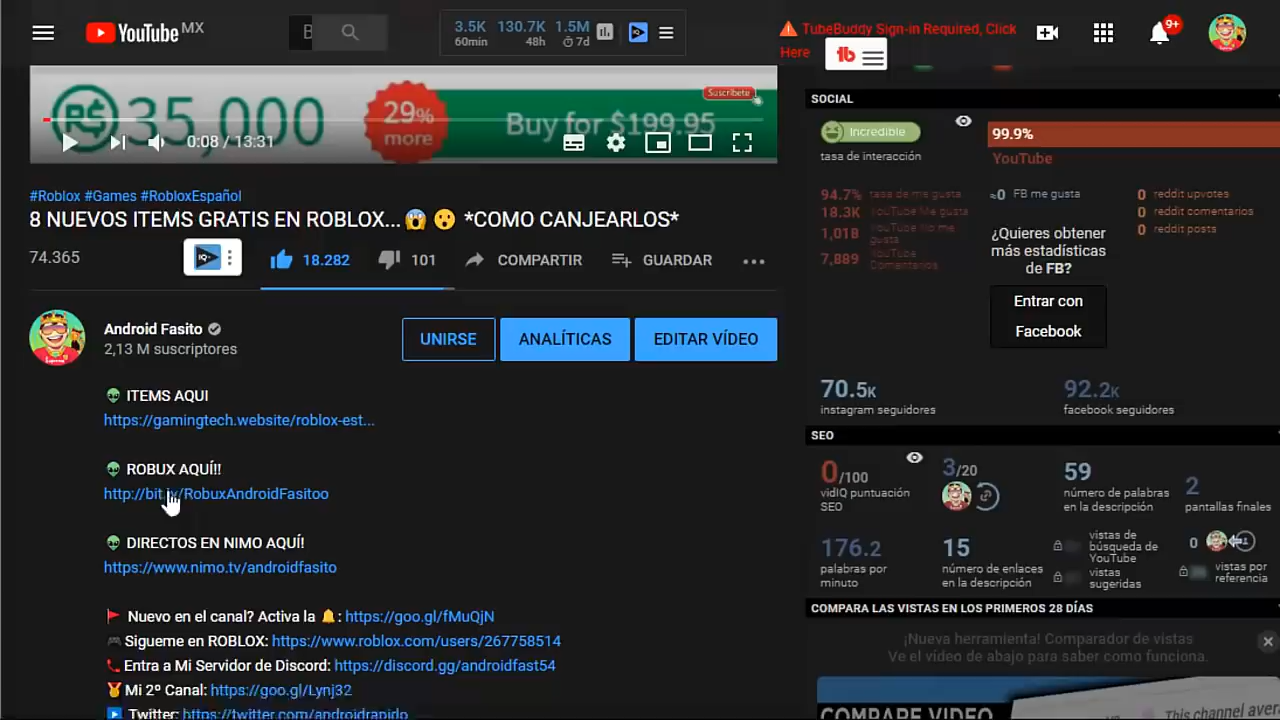 YouTube MX
3.5K 130.7K 1.5M
60min 48h 7d
TubeBuddy Sign-in Required, Click
Here
9+
35,000
29%
more
Buy for $199.95
Suscríbete
0:08 / 13:31
#Roblox #Games #RobloxEspañol
8 NUEVOS ITEMS GRATIS EN ROBLOX...😱😮 *COMO CANJEARLOS*
74.365
18.282
101
COMPARTIR
GUARDAR
Android Fasito
2,13 M suscriptores
UNIRSE
ANALÍTICAS
EDITAR VÍDEO
👽 ITEMS AQUI
https://gamingtech.website/roblox-est...
👽 ROBUX AQUÍ!!
👽 DIRECTOS EN NIMO AQUÍ!
https://www.nimo.tv/androidfasito
🚩 Nuevo en el canal? Activa la 🔔: https://goo.gl/fMuQjN
🎮Sigueme en ROBLOX: https://www.roblox.com/users/267758514
📞Entra a Mi Servidor de Discord: https://discord.gg/androidfast54
🏅Mi 2º Canal: https://goo.gl/Lynj32
Twitter: https://twitter.com/androidrapido
SOCIAL
Incredible
tasa de interacción
99.9%
YouTube
94.7% tasa de me gusta
18.3K YouTube Me gusta
1,018 YouTube No me
gusta
7,889 YouTube
Comentarios
≈0 FB me gusta
0 reddit upvotes
0 reddit comentarios
0 reddit posts
¿Quieres obtener
más estadísticas
de FB?
Entrar con
Facebook
70.5K
instagram seguidores
92.2K
facebook seguidores
SEO
0/100
vidIQ puntuación
SEO
3/20
59
número de palabras
en la descripción
2
pantallas finales
176.2
palabras por
minuto
15
número de enlaces
en la descripción
vistas de
búsqueda de
YouTube
vistas
sugeridas
0
vistas por
referencia
COMPARA LAS VISTAS EN LOS PRIMEROS 28 DÍAS
¡Nueva herramienta! Comparador de vistas
Ve el vídeo de abajo para saber como funciona.
COMPARE VIDEO
This channel avera